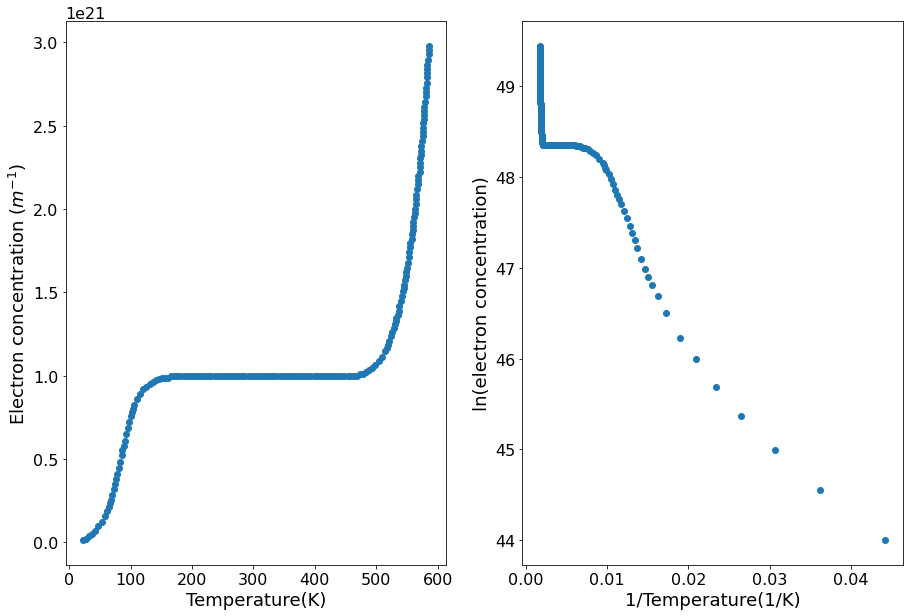 1e21
3.0
2.5
2.0
1.5
1.0
0.5
0.0
Electron concentration (m⁻¹)
0 100 200 300 400 500 600
Temperature(K)
49
48
47
46
45
44
ln(electron concentration)
0.00 0.01 0.02 0.03 0.04
1/Temperature(1/K)